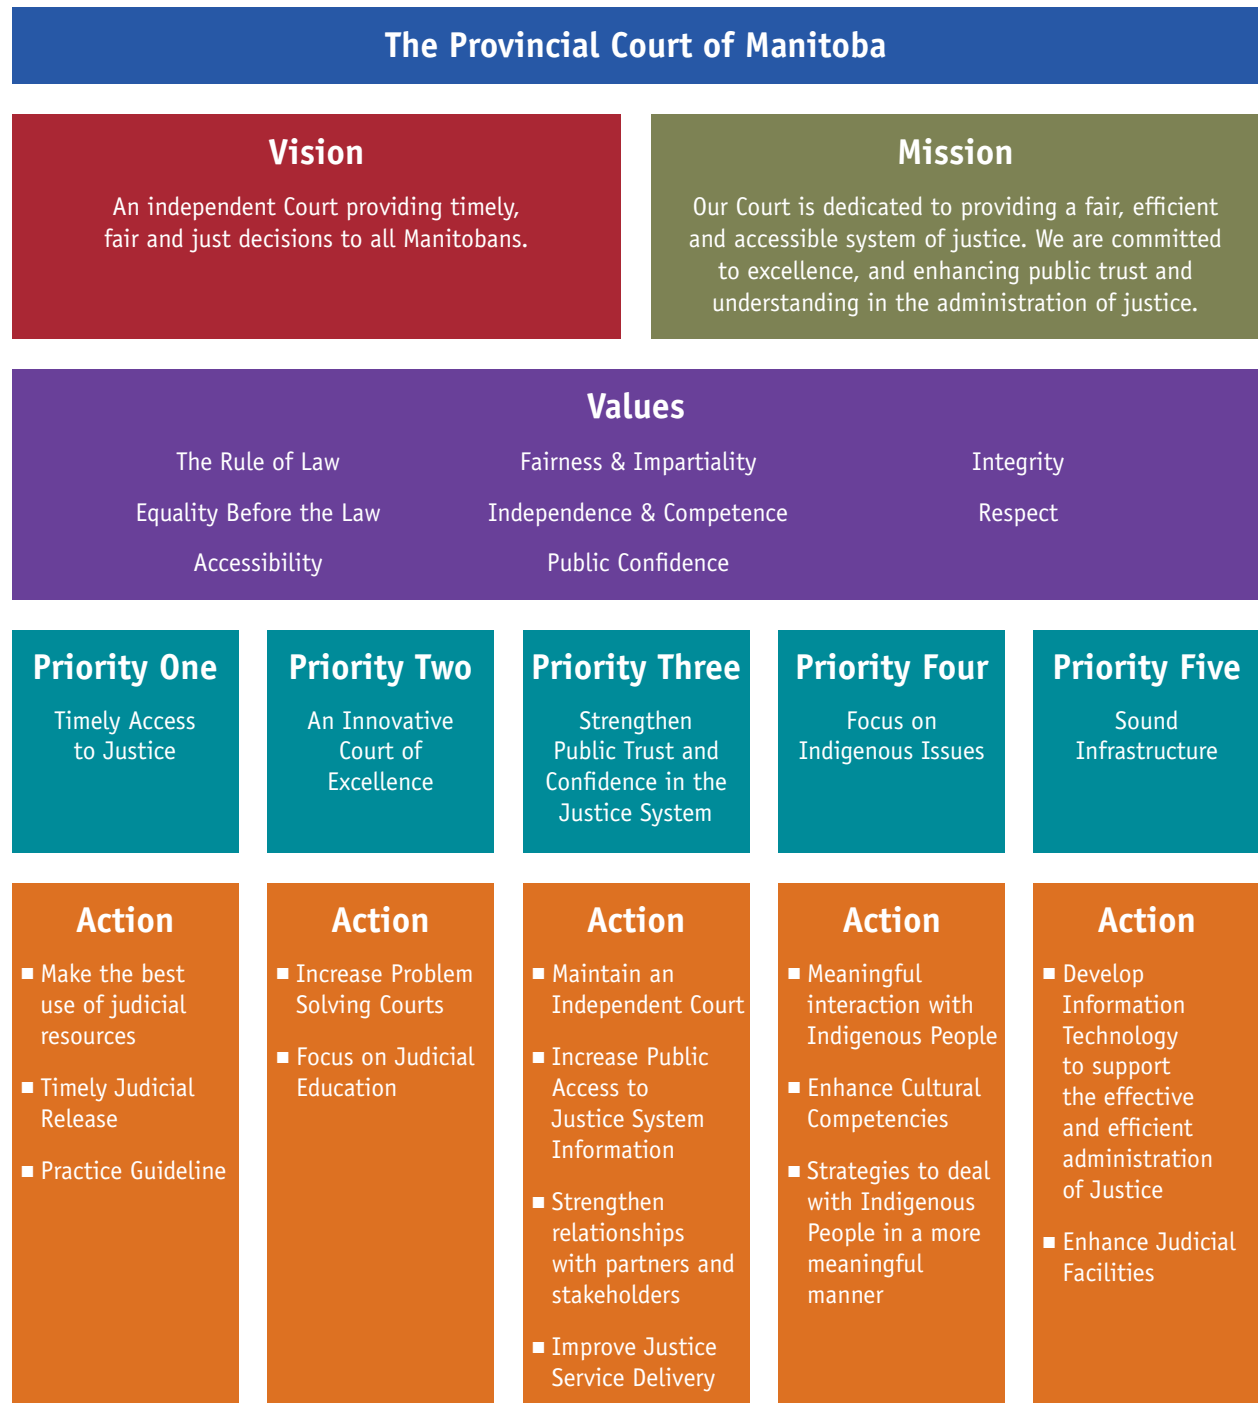 The Provincial Court of Manitoba
Vision
An independent Court providing timely,
fair and just decisions to all Manitobans.
Mission
Our Court is dedicated to providing a fair, efficient
and accessible system of justice. We are committed
to excellence, and enhancing public trust and
understanding in the administration of justice.
Values
The Rule of Law
Fairness & Impartiality
Integrity
Equality Before the Law
Independence & Competence
Respect
Accessibility
Public Confidence
Priority One
Timely Access
to Justice
Priority Two
An Innovative
Court of
Excellence
Priority Three
Strengthen
Public Trust and
Confidence in the
Justice System
Priority Four
Focus on
Indigenous Issues
Priority Five
Sound
Infrastructure
Action
■ Make the best
use of judicial
resources
■ Timely Judicial
Release
■ Practice Guideline
Action
■ Increase Problem
Solving Courts
■ Focus on Judicial
Education
Action
■ Maintain an
Independent Court
■ Increase Public
Access to
Justice System
Information
■ Strengthen
relationships
with partners and
stakeholders
■ Improve Justice
Service Delivery
Action
■ Meaningful
interaction with
Indigenous People
■ Enhance Cultural
Competencies
■ Strategies to deal
with Indigenous
People in a more
meaningful
manner
Action
■ Develop
Information
Technology
to support
the effective
and efficient
administration
of Justice
■ Enhance Judicial
Facilities